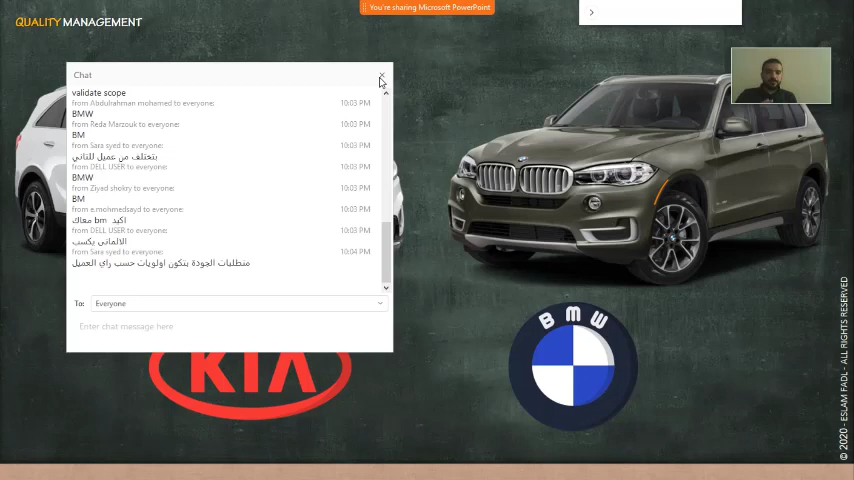 You're sharing Microsoft PowerPoint
QUALITY MANAGEMENT
Chat
validate scope
from Abdulrahman mohamed to everyone: 10:03 PM
BMW
from Reda Marzouk to everyone: 10:03 PM
BM
from Sara syed to everyone: 10:03 PM
بتختلف من عميل للتاني
from DELL USER to everyone: 10:03 PM
BMW
from Ziyad shokry to everyone: 10:03 PM
BM
from e.mohmedsayd to everyone: 10:03 PM
اكيد bm معاك
from DELL USER to everyone: 10:03 PM
الالمانى يكسب
from Sara syed to everyone: 10:04 PM
متطلبات الجودة بتكون اولويات حسب راي العميل
To: Everyone
Enter chat message here
KIA
BMW
© 2020 - ESLAM FADL - ALL RIGHTS RESERVED